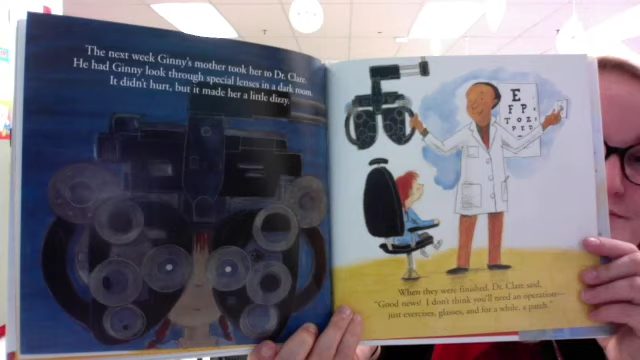 The next week Ginny's mother took her to Dr. Clare.
He had Ginny look through special lenses in a dark room.
It didn't hurt, but it made her a little dizzy.
E
F P
T O Z
When they were finished, Dr. Clare said,
"Good news! I don't think you'll need an operation—
just exercises, glasses, and for a while, a patch."